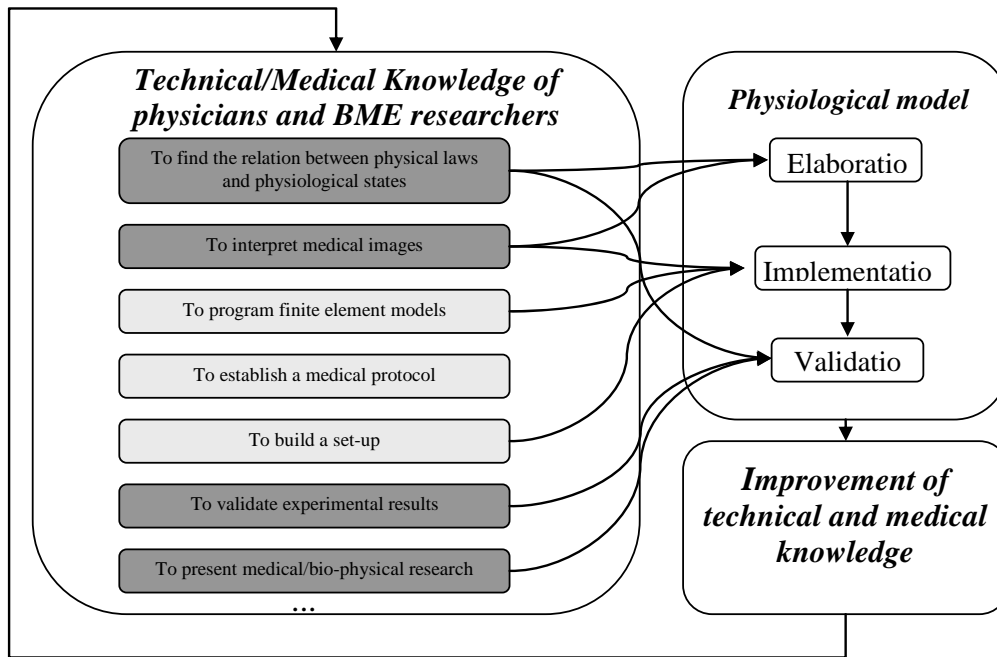 Technical/Medical Knowledge of
physicians and BME researchers
To find the relation between physical laws
and physiological states
To interpret medical images
To program finite element models
To establish a medical protocol
To build a set-up
To validate experimental results
To present medical/bio-physical research
...
Physiological model
Elaboratio
Implementatio
Validatio
Improvement of
technical and medical
knowledge